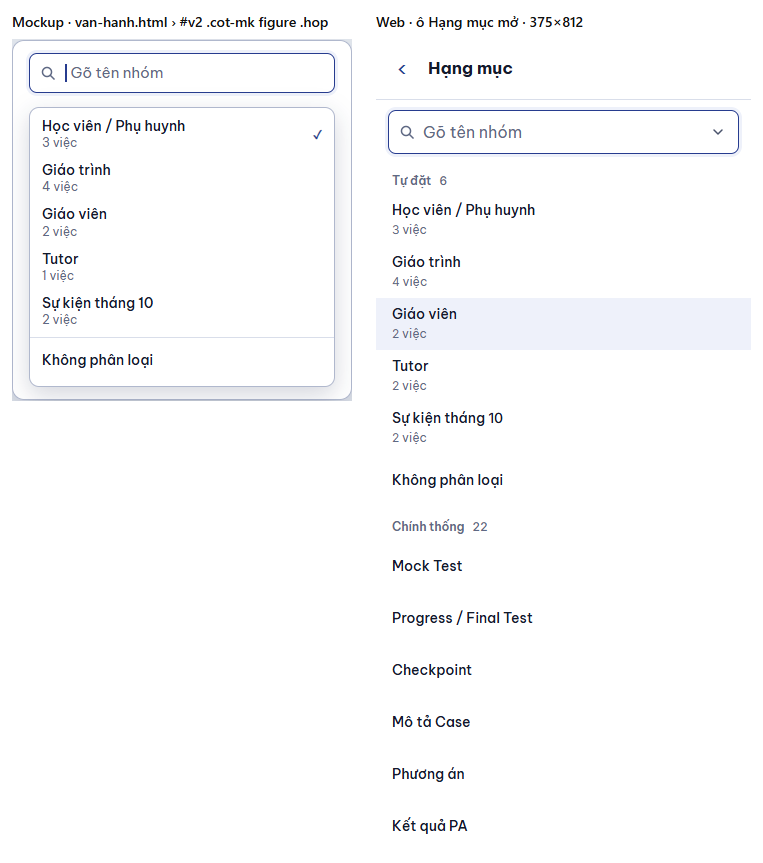 Mockup · van-hanh.html › #v2 .cot-mk figure .hop
Gõ tên nhóm
Học viên / Phụ huynh
3 việc
Giáo trình
4 việc
Giáo viên
2 việc
Tutor
1 việc
Sự kiện tháng 10
2 việc
Không phân loại
Web · ô Hạng mục mở · 375×812
Hạng mục
Gõ tên nhóm
Tự đặt 6
Học viên / Phụ huynh
3 việc
Giáo trình
4 việc
Giáo viên
2 việc
Tutor
2 việc
Sự kiện tháng 10
2 việc
Không phân loại
Chính thống 22
Mock Test
Progress / Final Test
Checkpoint
Mô tả Case
Phương án
Kết quả PA